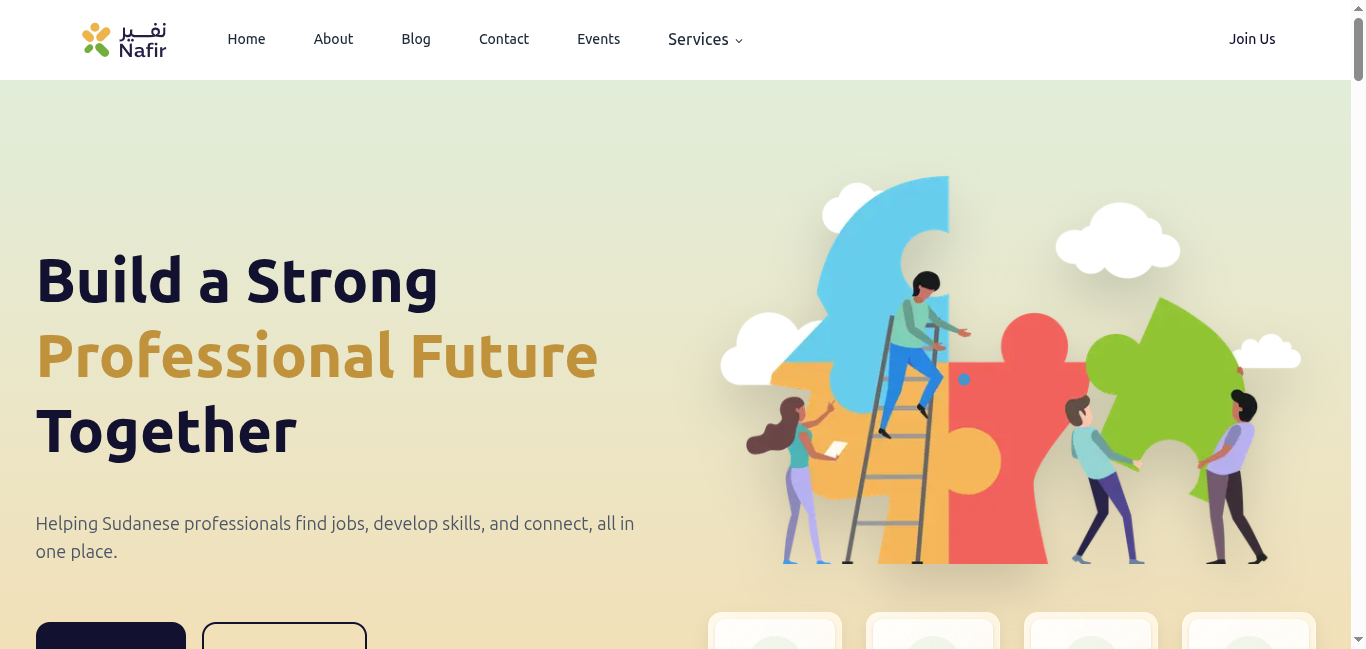 نفير
Nafir
Home
About
Blog
Contact
Events
Services
Join Us
Build a Strong
Professional Future
Together
Helping Sudanese professionals find jobs, develop skills, and connect, all in
one place.